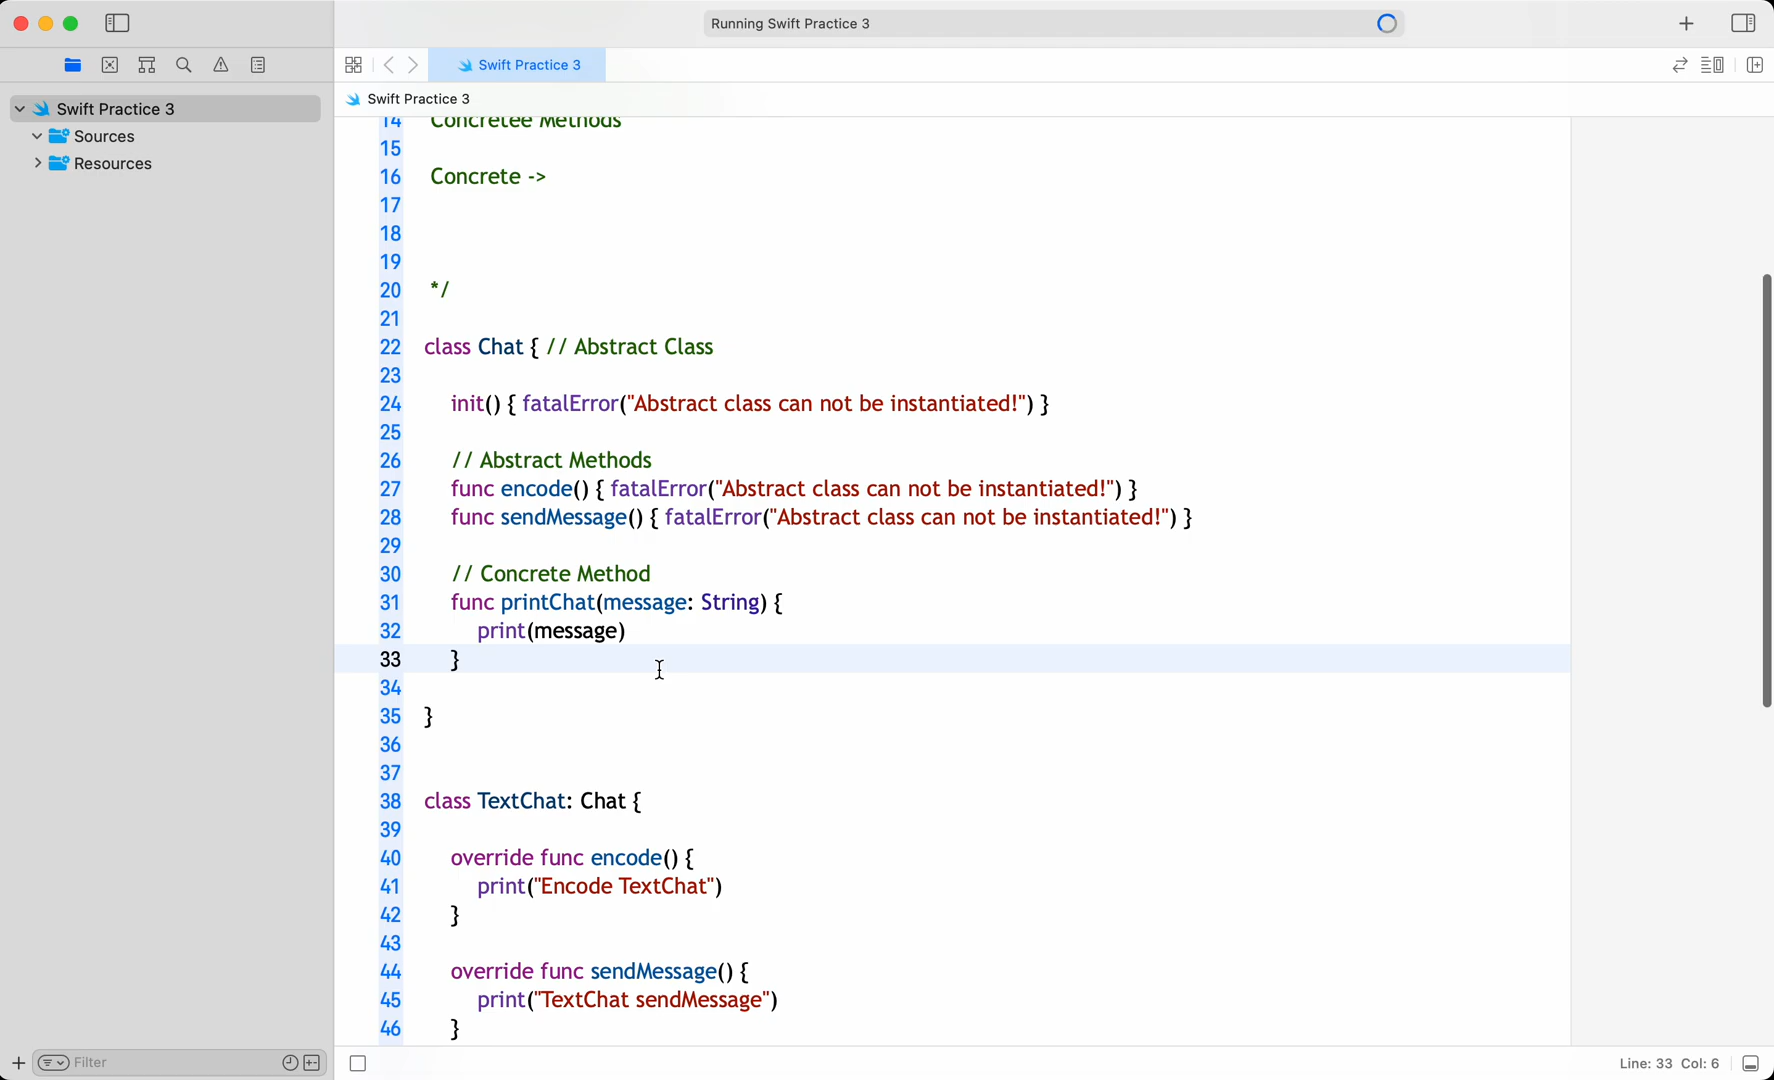 Running Swift Practice 3
Swift Practice 3
Swift Practice 3
Sources
Resources
Swift Practice 3
14 Concretee Methods
15
16 Concrete ->
17
18
19
20 */
21
22 class Chat { // Abstract Class
23
24 init() { fatalError("Abstract class can not be instantiated!") }
25
26 // Abstract Methods
27 func encode() { fatalError("Abstract class can not be instantiated!") }
28 func sendMessage() { fatalError("Abstract class can not be instantiated!") }
29
30 // Concrete Method
31 func printChat(message: String) {
32 print(message)
33 }
34
35 }
36
37
38 class TextChat: Chat {
39
40 override func encode() {
41 print("Encode TextChat")
42 }
43
44 override func sendMessage() {
45 print("TextChat sendMessage")
46 }
Filter
Line: 33 Col: 6